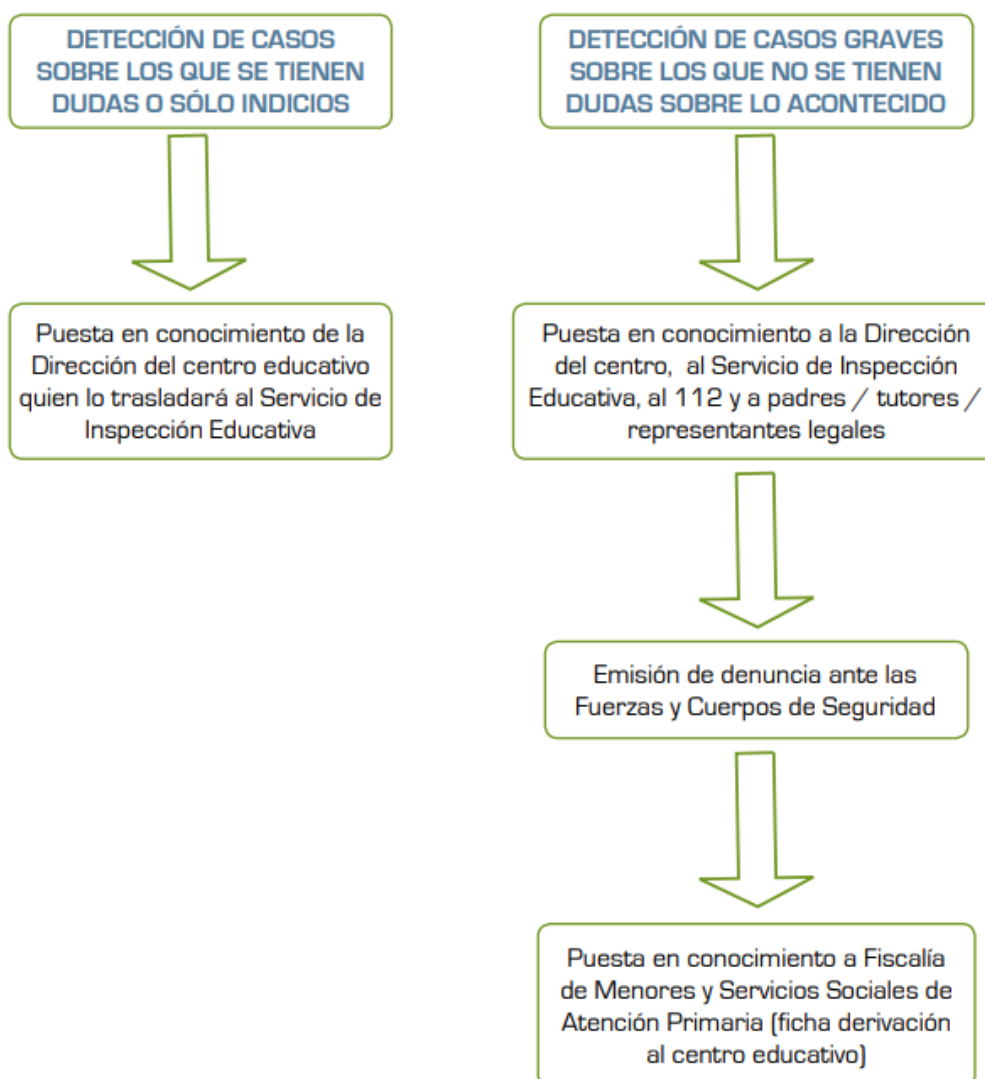 DETECCIÓN DE CASOS
SOBRE LOS QUE SE TIENEN
DUDAS O SÓLO INDICIOS
Puesta en conocimiento de la
Dirección del centro educativo
quien lo trasladará al Servicio de
Inspección Educativa
DETECCIÓN DE CASOS GRAVES
SOBRE LOS QUE NO SE TIENEN
DUDAS SOBRE LO ACONTECIDO
Puesta en conocimiento a la Dirección
del centro, al Servicio de Inspección
Educativa, al 112 y a padres / tutores /
representantes legales
Emisión de denuncia ante las
Fuerzas y Cuerpos de Seguridad
Puesta en conocimiento a Fiscalía
de Menores y Servicios Sociales de
Atención Primaria (ficha derivación
al centro educativo)